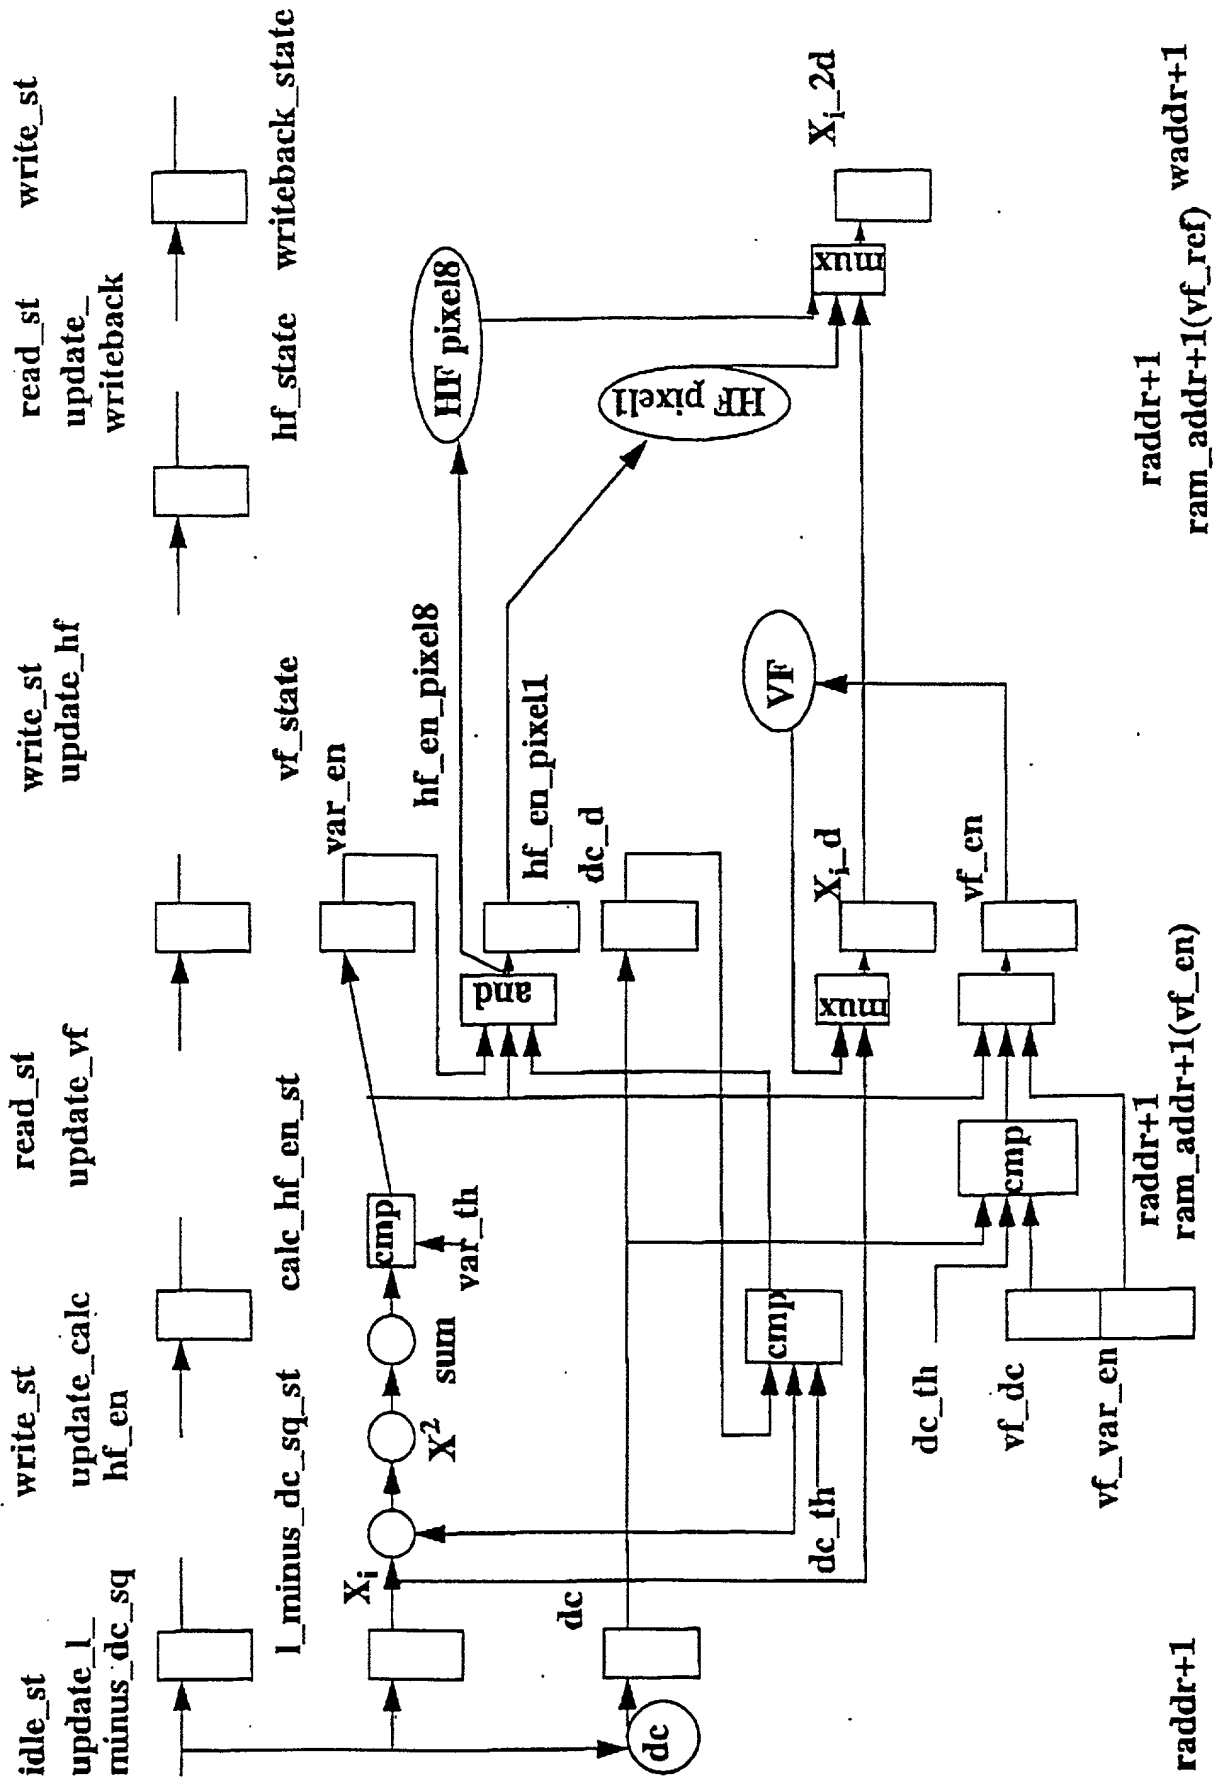 idle_st
update_l_
minus_dc_sq
write_st
update_calc
hf_en
read_st
update_vf
write_st
update_hf
read_st
update_
writeback
write_st
l_minus_dc_sq_st
calc_hf_en_st
vf_state
hf_state
writeback_state
X_i
X²
sum
cmp
var_th
var_en
hf_en_pixel8
HF pixel8
and
hf_en_pixel1
HF pixel1
dc
dc
dc_d
cmp
dc_th
mux
X_i_d
VF
mux
X_i_2d
dc_th
vf_dc
vf_var_en
cmp
vf_en
raddr+1
raddr+1
ram_addr+1(vf_en)
raddr+1
ram_addr+1(vf_ref)
waddr+1